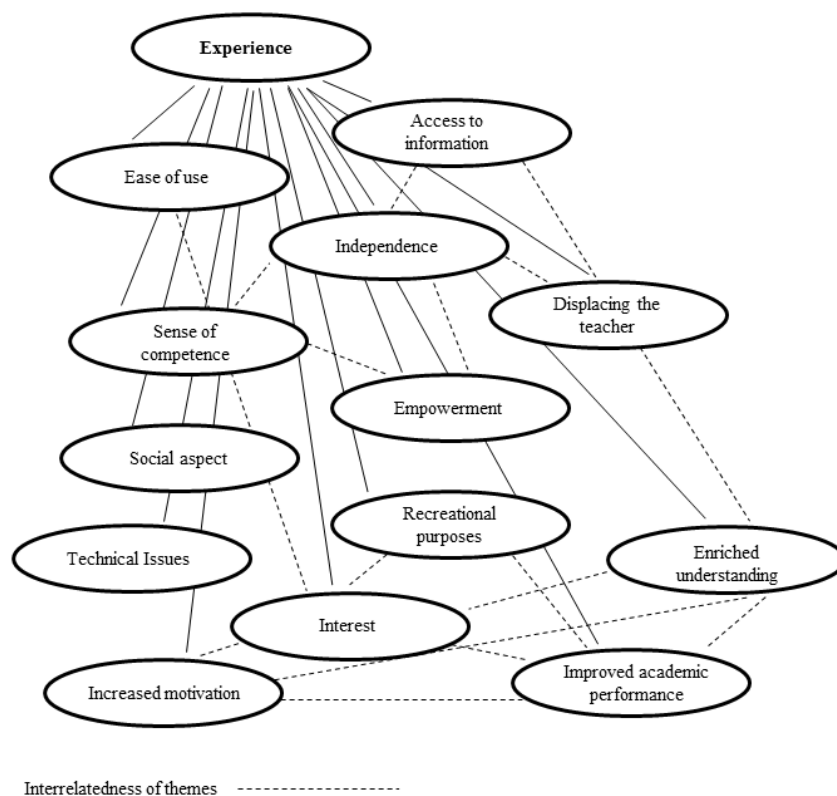 Experience
Access to
information
Ease of use
Independence
Displacing the
teacher
Sense of
competence
Empowerment
Social aspect
Recreational
purposes
Technical Issues
Enriched
understanding
Interest
Improved academic
performance
Increased motivation
Interrelatedness of themes